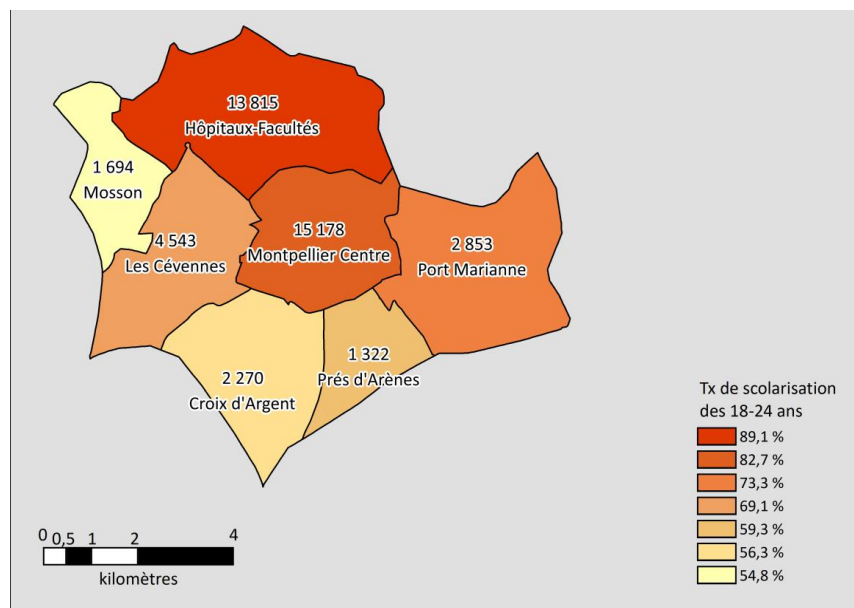 13 815
Hôpitaux-Facultés
1 694
Mosson
4 543
Les Cévennes
15 178
Montpellier Centre
2 853
Port Marianne
1 322
Prés d'Arènes
2 270
Croix d'Argent
Tx de scolarisation
des 18-24 ans
89,1 %
82,7 %
73,3 %
69,1 %
59,3 %
56,3 %
54,8 %
0 0,5 1 2 4
kilomètres